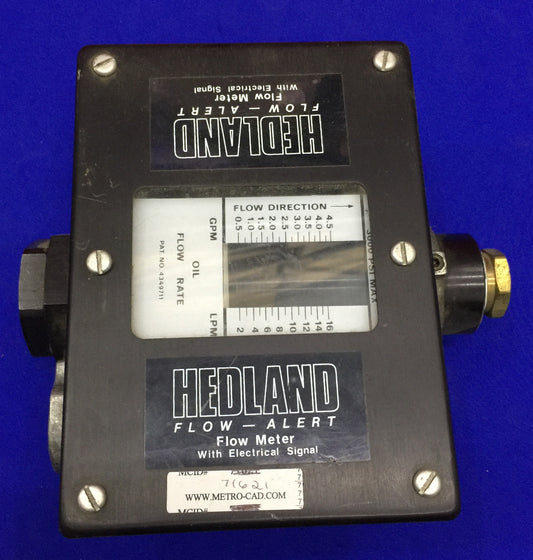 HEDLAND
FLOW — ALERT
Flow Meter
With Electrical Signal
FLOW DIRECTION →
4.5
4.0
3.5
3.0
2.5
2.0
1.5
1.0
0.5
GPM
OIL
FLOW RATE
PAT. NO. 4349711
LPM
2
4
6
8
10
12
14
16
PSI MAX
HEDLAND
FLOW — ALERT
Flow Meter
With Electrical Signal
MCID#
71621
WWW.METRO-CAD.COM
MCID#